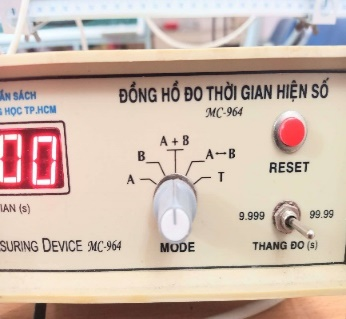 ẦN SÁCH
G HỌC TP.HCM
ĐỒNG HỒ ĐO THỜI GIAN HIỆN SỐ
MC-964
00
IAN (s)
A
B
A + B
A↔B
T
MODE
RESET
9.999
99.99
THANG ĐO (s)
SURING DEVICE MC-964